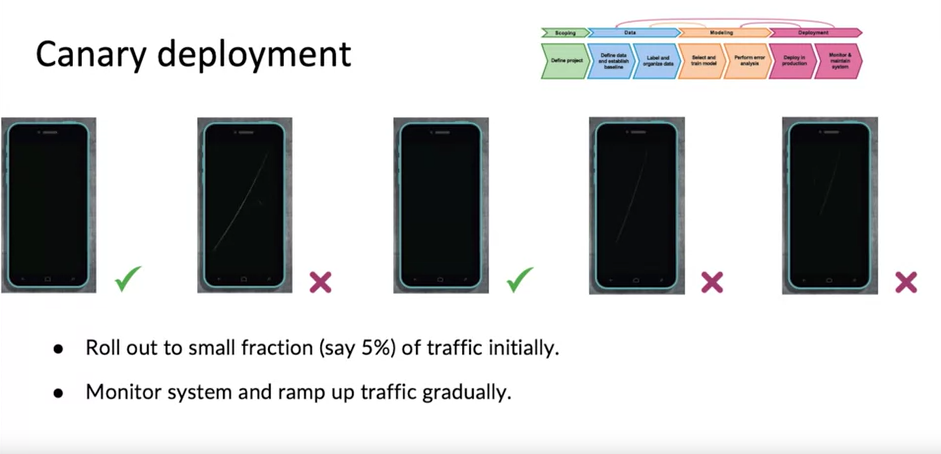 Canary deployment
Scoping
Data
Modeling
Deployment
Define project
Define data
and establish
baseline
Label and
organize data
Select and
train model
Perform error
analysis
Deploy in
production
Monitor &
maintain
system
● Roll out to small fraction (say 5%) of traffic initially.
● Monitor system and ramp up traffic gradually.